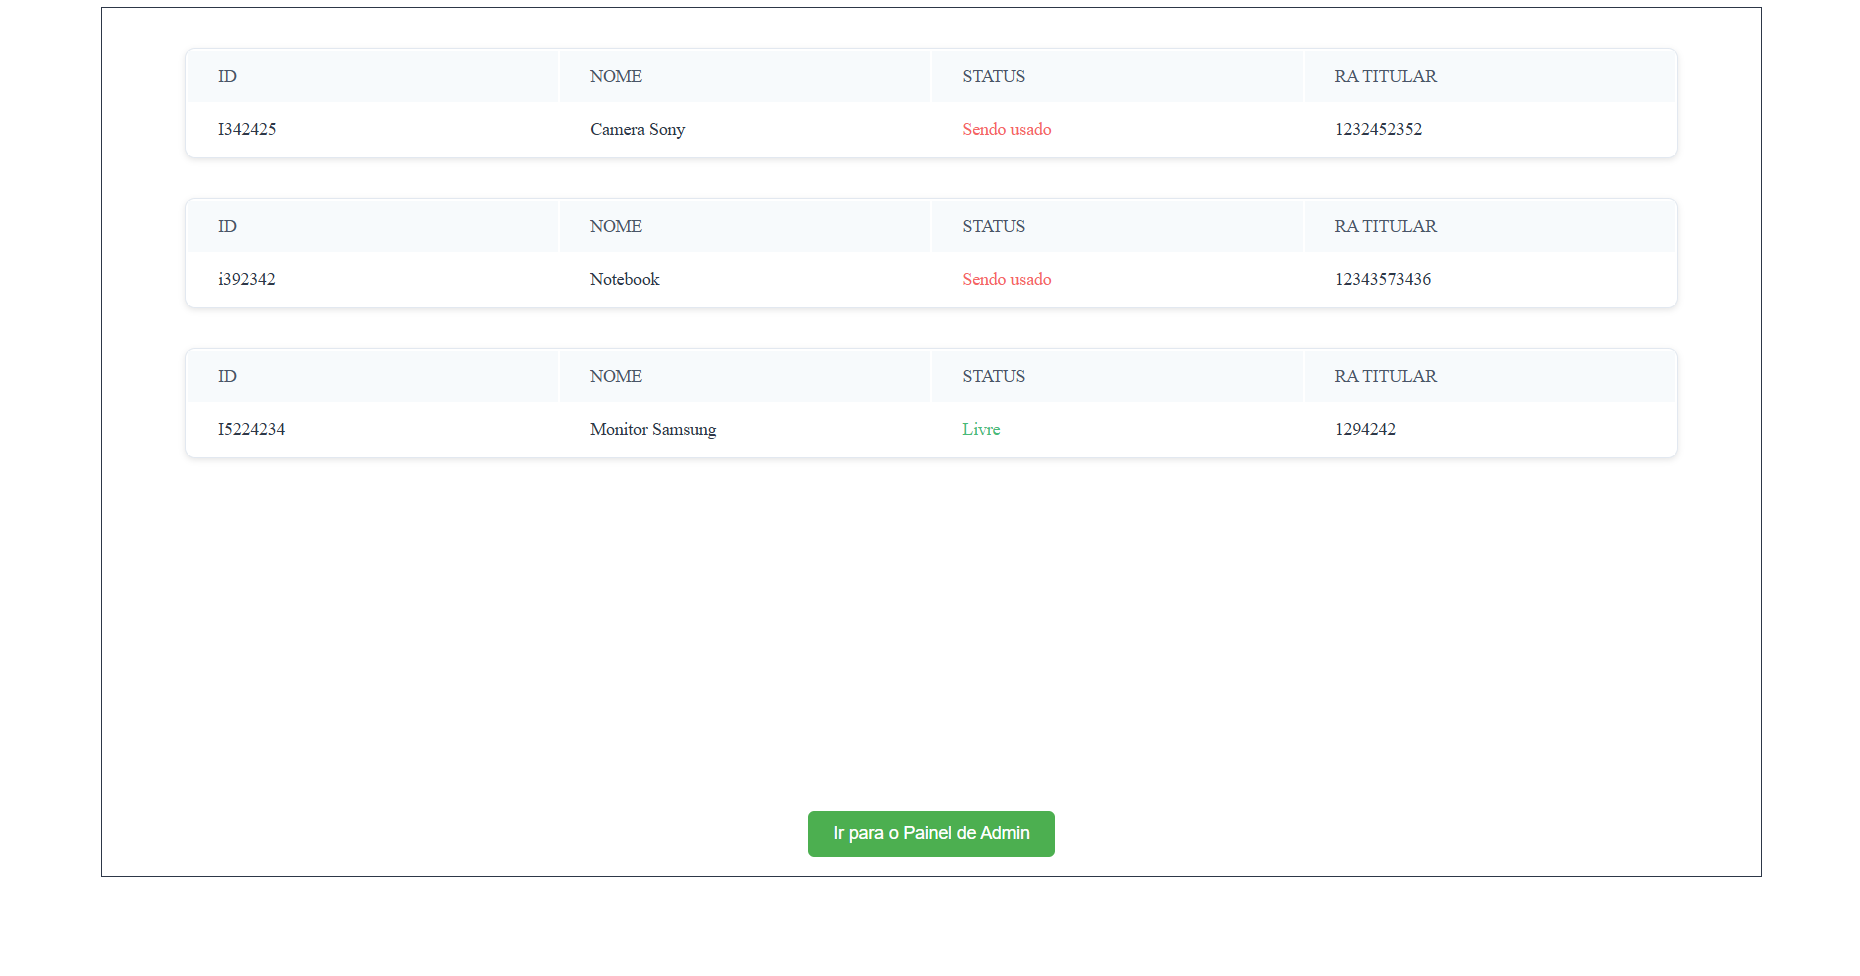 ID NOME STATUS RA TITULAR
I342425 Camera Sony Sendo usado 1232452352
ID NOME STATUS RA TITULAR
i392342 Notebook Sendo usado 12343573436
ID NOME STATUS RA TITULAR
I5224234 Monitor Samsung Livre 1294242
Ir para o Painel de Admin